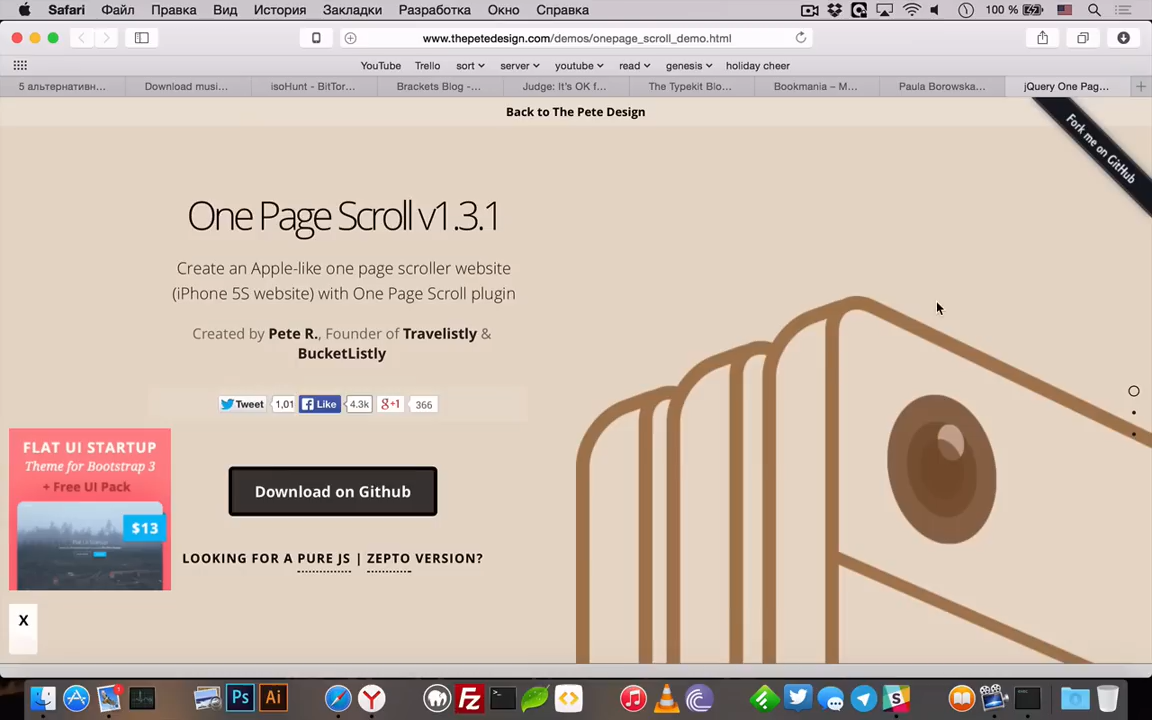 Safari Файл Правка Вид История Закладки Разработка Окно Справка 100 %
www.thepetedesign.com/demos/onepage_scroll_demo.html
YouTube Trello sort server youtube read genesis holiday cheer
5 альтернативн... Download musi... isoHunt - BitTor... Brackets Blog -... Judge: It's OK f... The Typekit Blo... Bookmania – M... Paula Borowska... jQuery One Pag...
Back to The Pete Design
Fork me on GitHub
One Page Scroll v1.3.1
Create an Apple-like one page scroller website
(iPhone 5S website) with One Page Scroll plugin
Created by Pete R., Founder of Travelistly &
BucketListly
Tweet 1,01 Like 4.3k g+1 366
FLAT UI STARTUP
Theme for Bootstrap 3
+ Free UI Pack
$13
Download on Github
LOOKING FOR A PURE JS | ZEPTO VERSION?
X
Ps Ai Fz